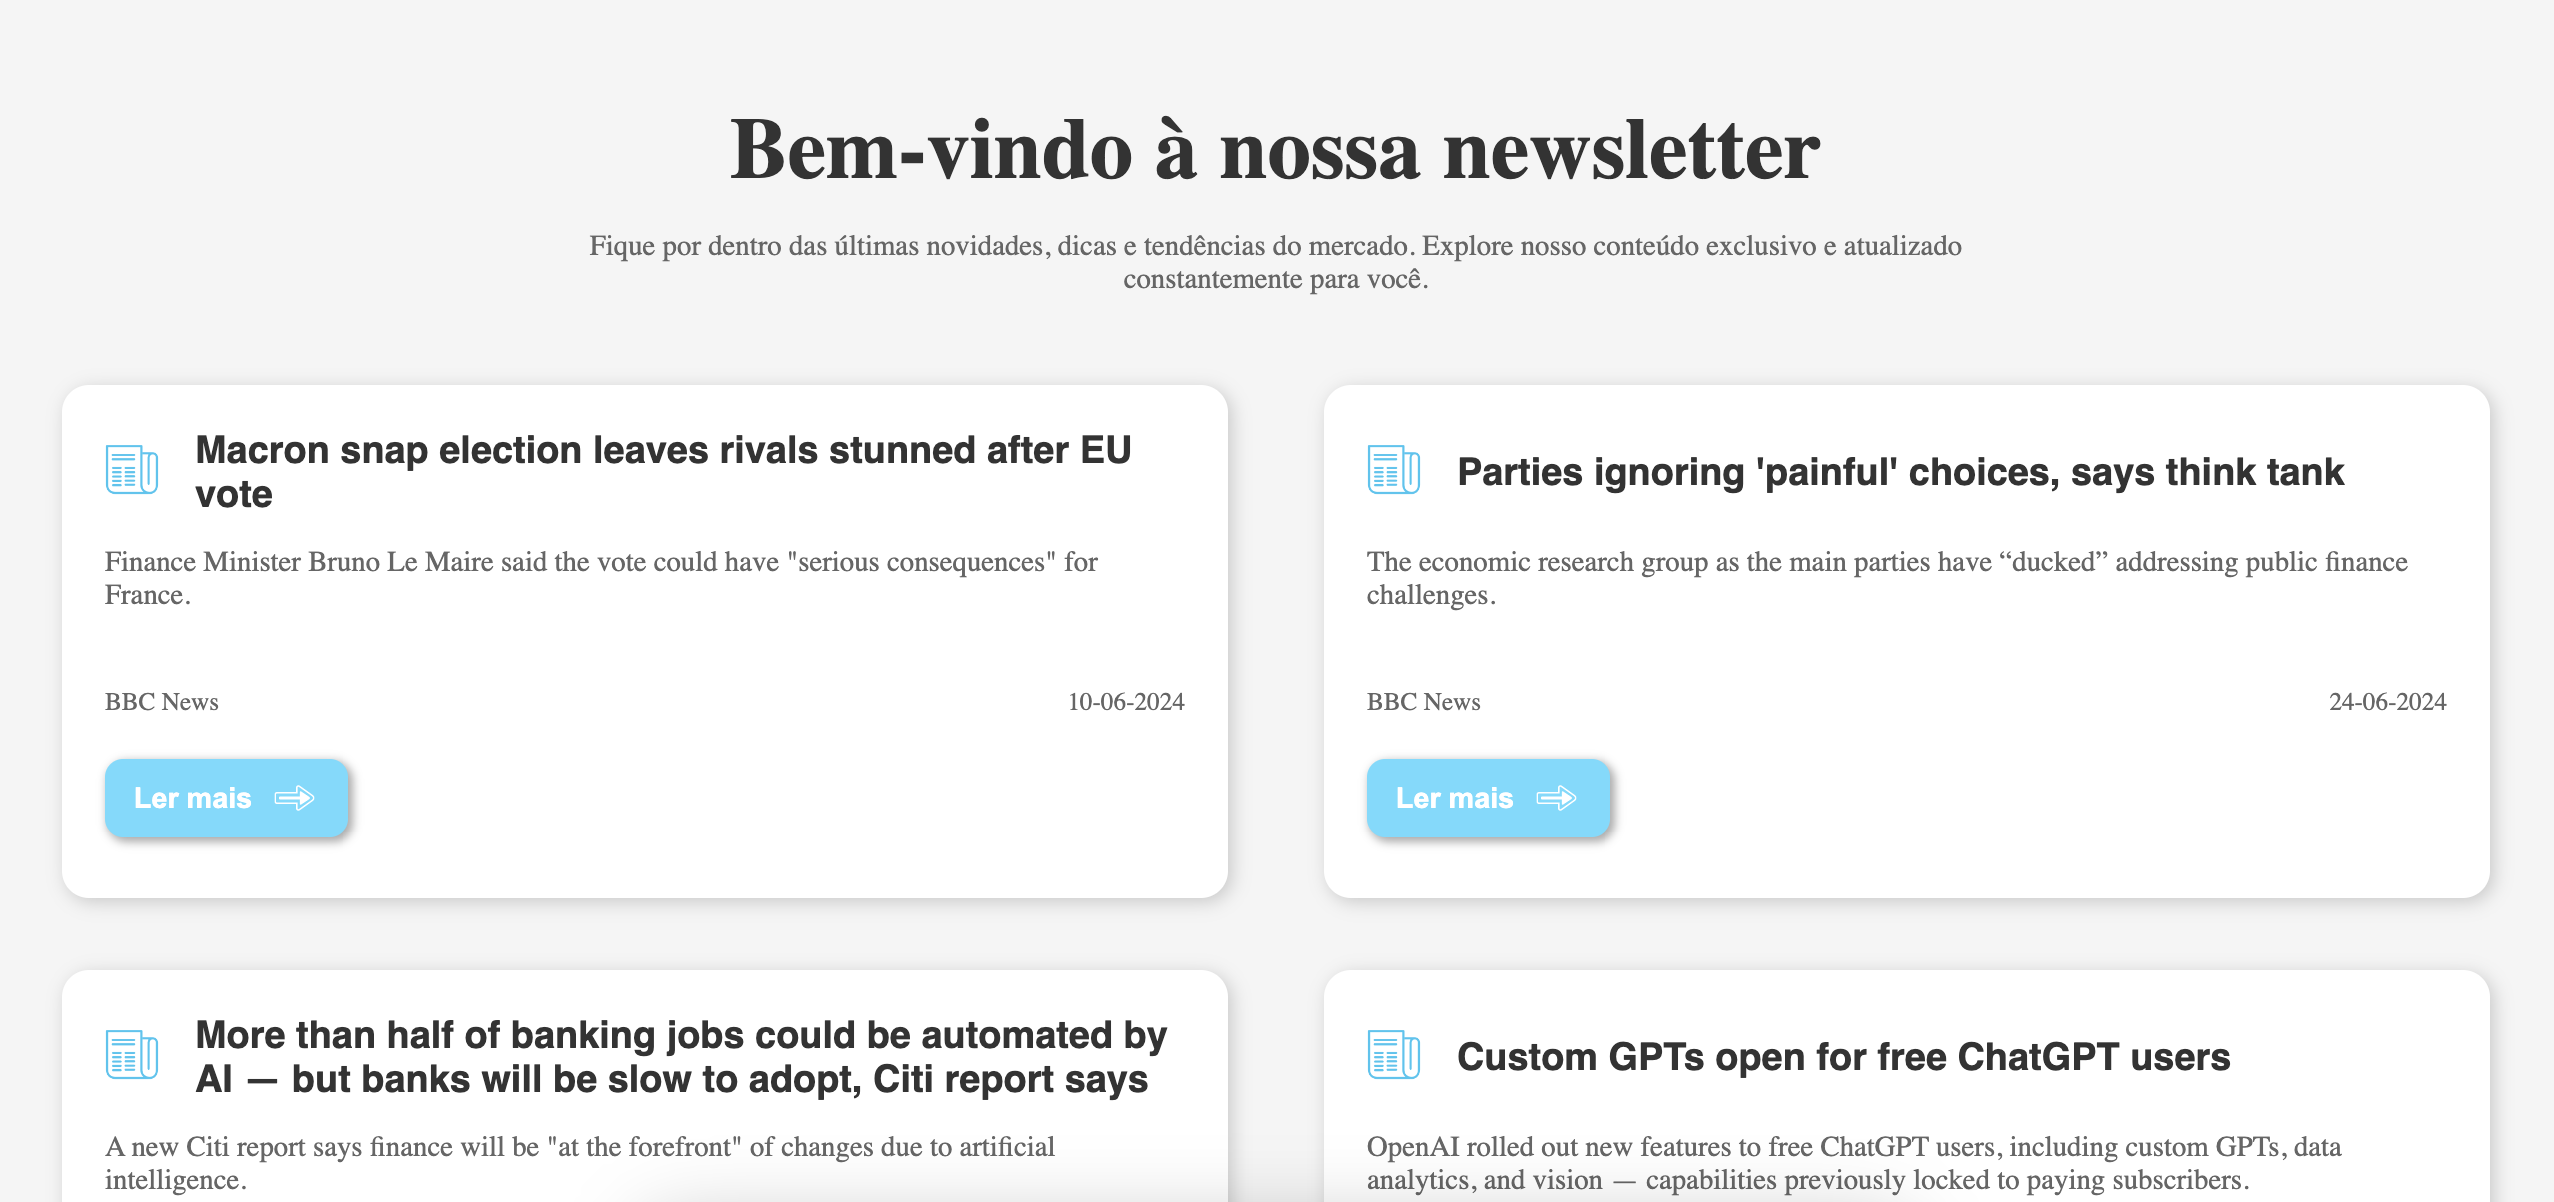 Bem-vindo à nossa newsletter
Fique por dentro das últimas novidades, dicas e tendências do mercado. Explore nosso conteúdo exclusivo e atualizado
constantemente para você.
Macron snap election leaves rivals stunned after EU
vote
Finance Minister Bruno Le Maire said the vote could have "serious consequences" for
France.
BBC News 10-06-2024
Ler mais
Parties ignoring 'painful' choices, says think tank
The economic research group as the main parties have “ducked” addressing public finance
challenges.
BBC News 24-06-2024
Ler mais
More than half of banking jobs could be automated by
AI — but banks will be slow to adopt, Citi report says
A new Citi report says finance will be "at the forefront" of changes due to artificial
intelligence.
Custom GPTs open for free ChatGPT users
OpenAI rolled out new features to free ChatGPT users, including custom GPTs, data
analytics, and vision — capabilities previously locked to paying subscribers.